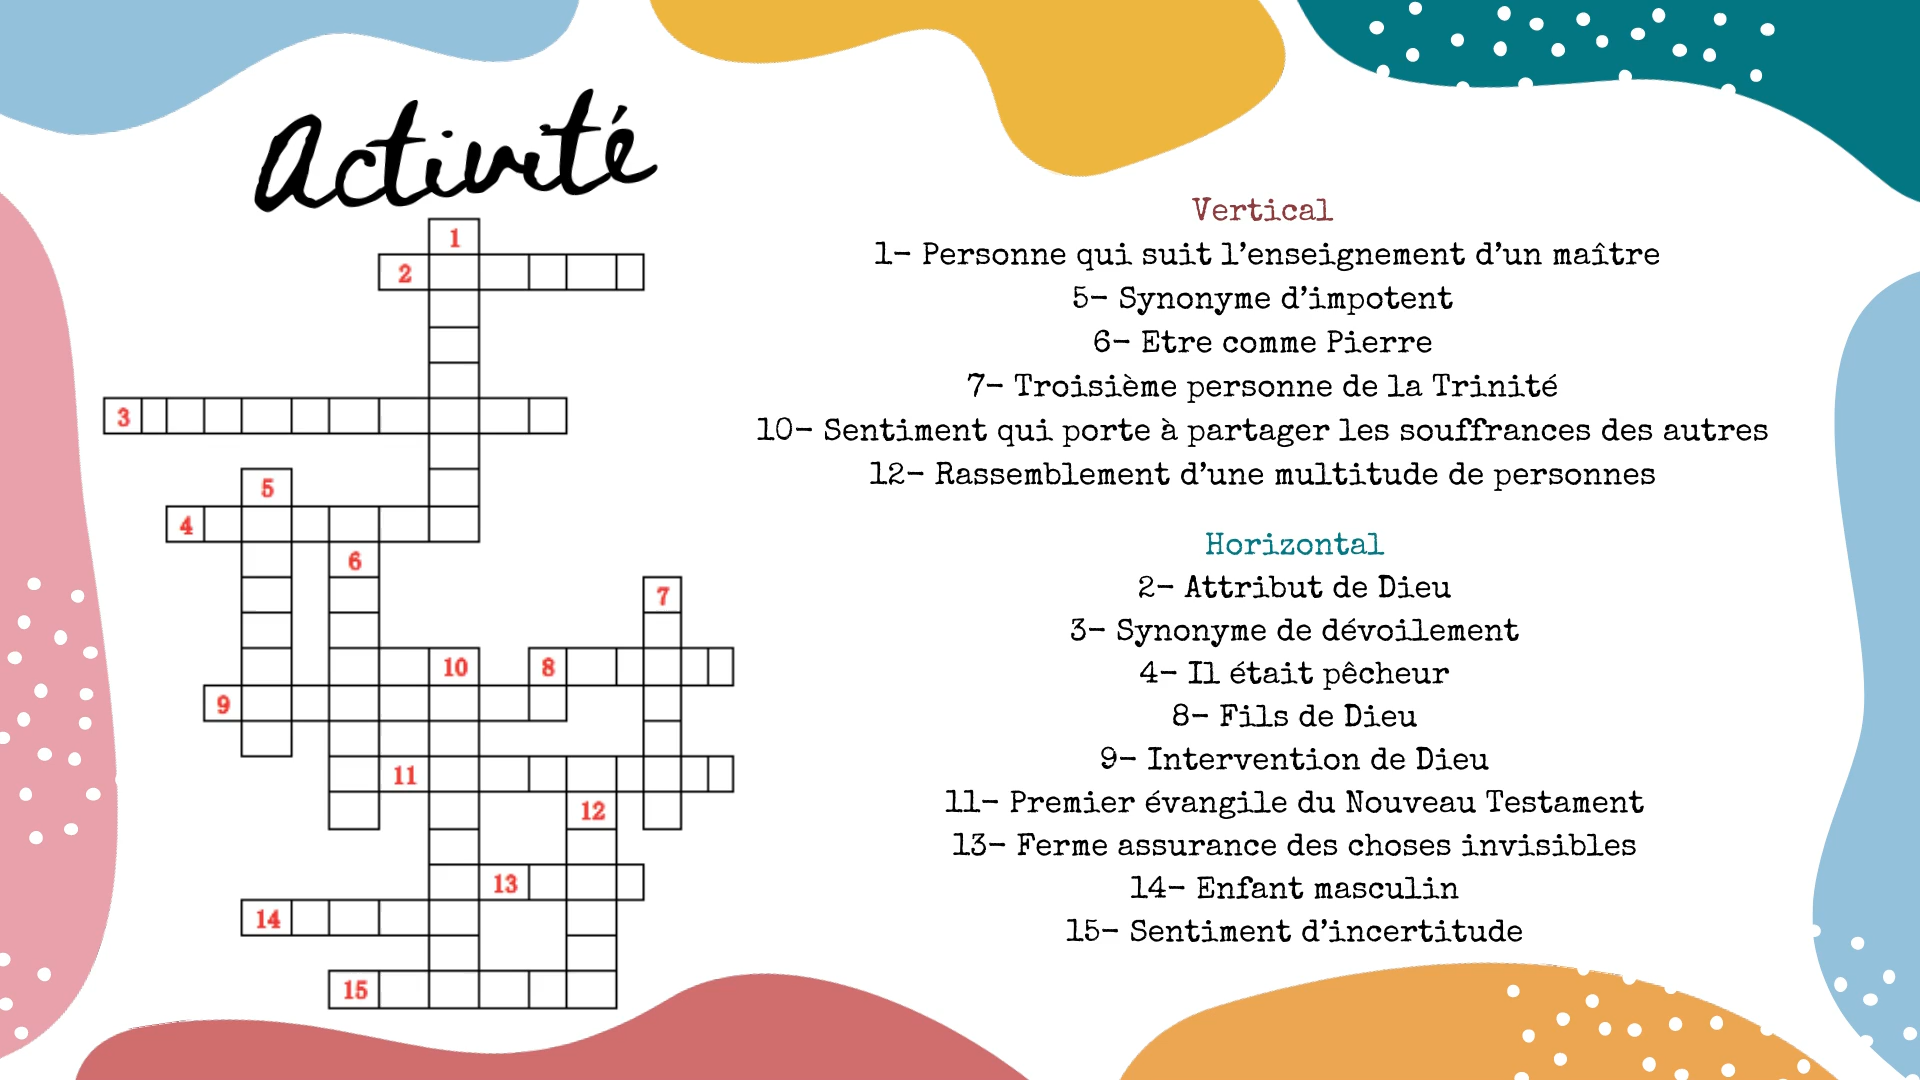 Activité
1
2
3
5
4
6
7
10
8
9
11
12
13
14
15
Vertical
1- Personne qui suit l'enseignement d'un maître
5- Synonyme d'impotent
6- Etre comme Pierre
7- Troisième personne de la Trinité
10- Sentiment qui porte à partager les souffrances des autres
12- Rassemblement d'une multitude de personnes
Horizontal
2- Attribut de Dieu
3- Synonyme de dévoilement
4- Il était pêcheur
8- Fils de Dieu
9- Intervention de Dieu
11- Premier évangile du Nouveau Testament
13- Ferme assurance des choses invisibles
14- Enfant masculin
15- Sentiment d'incertitude